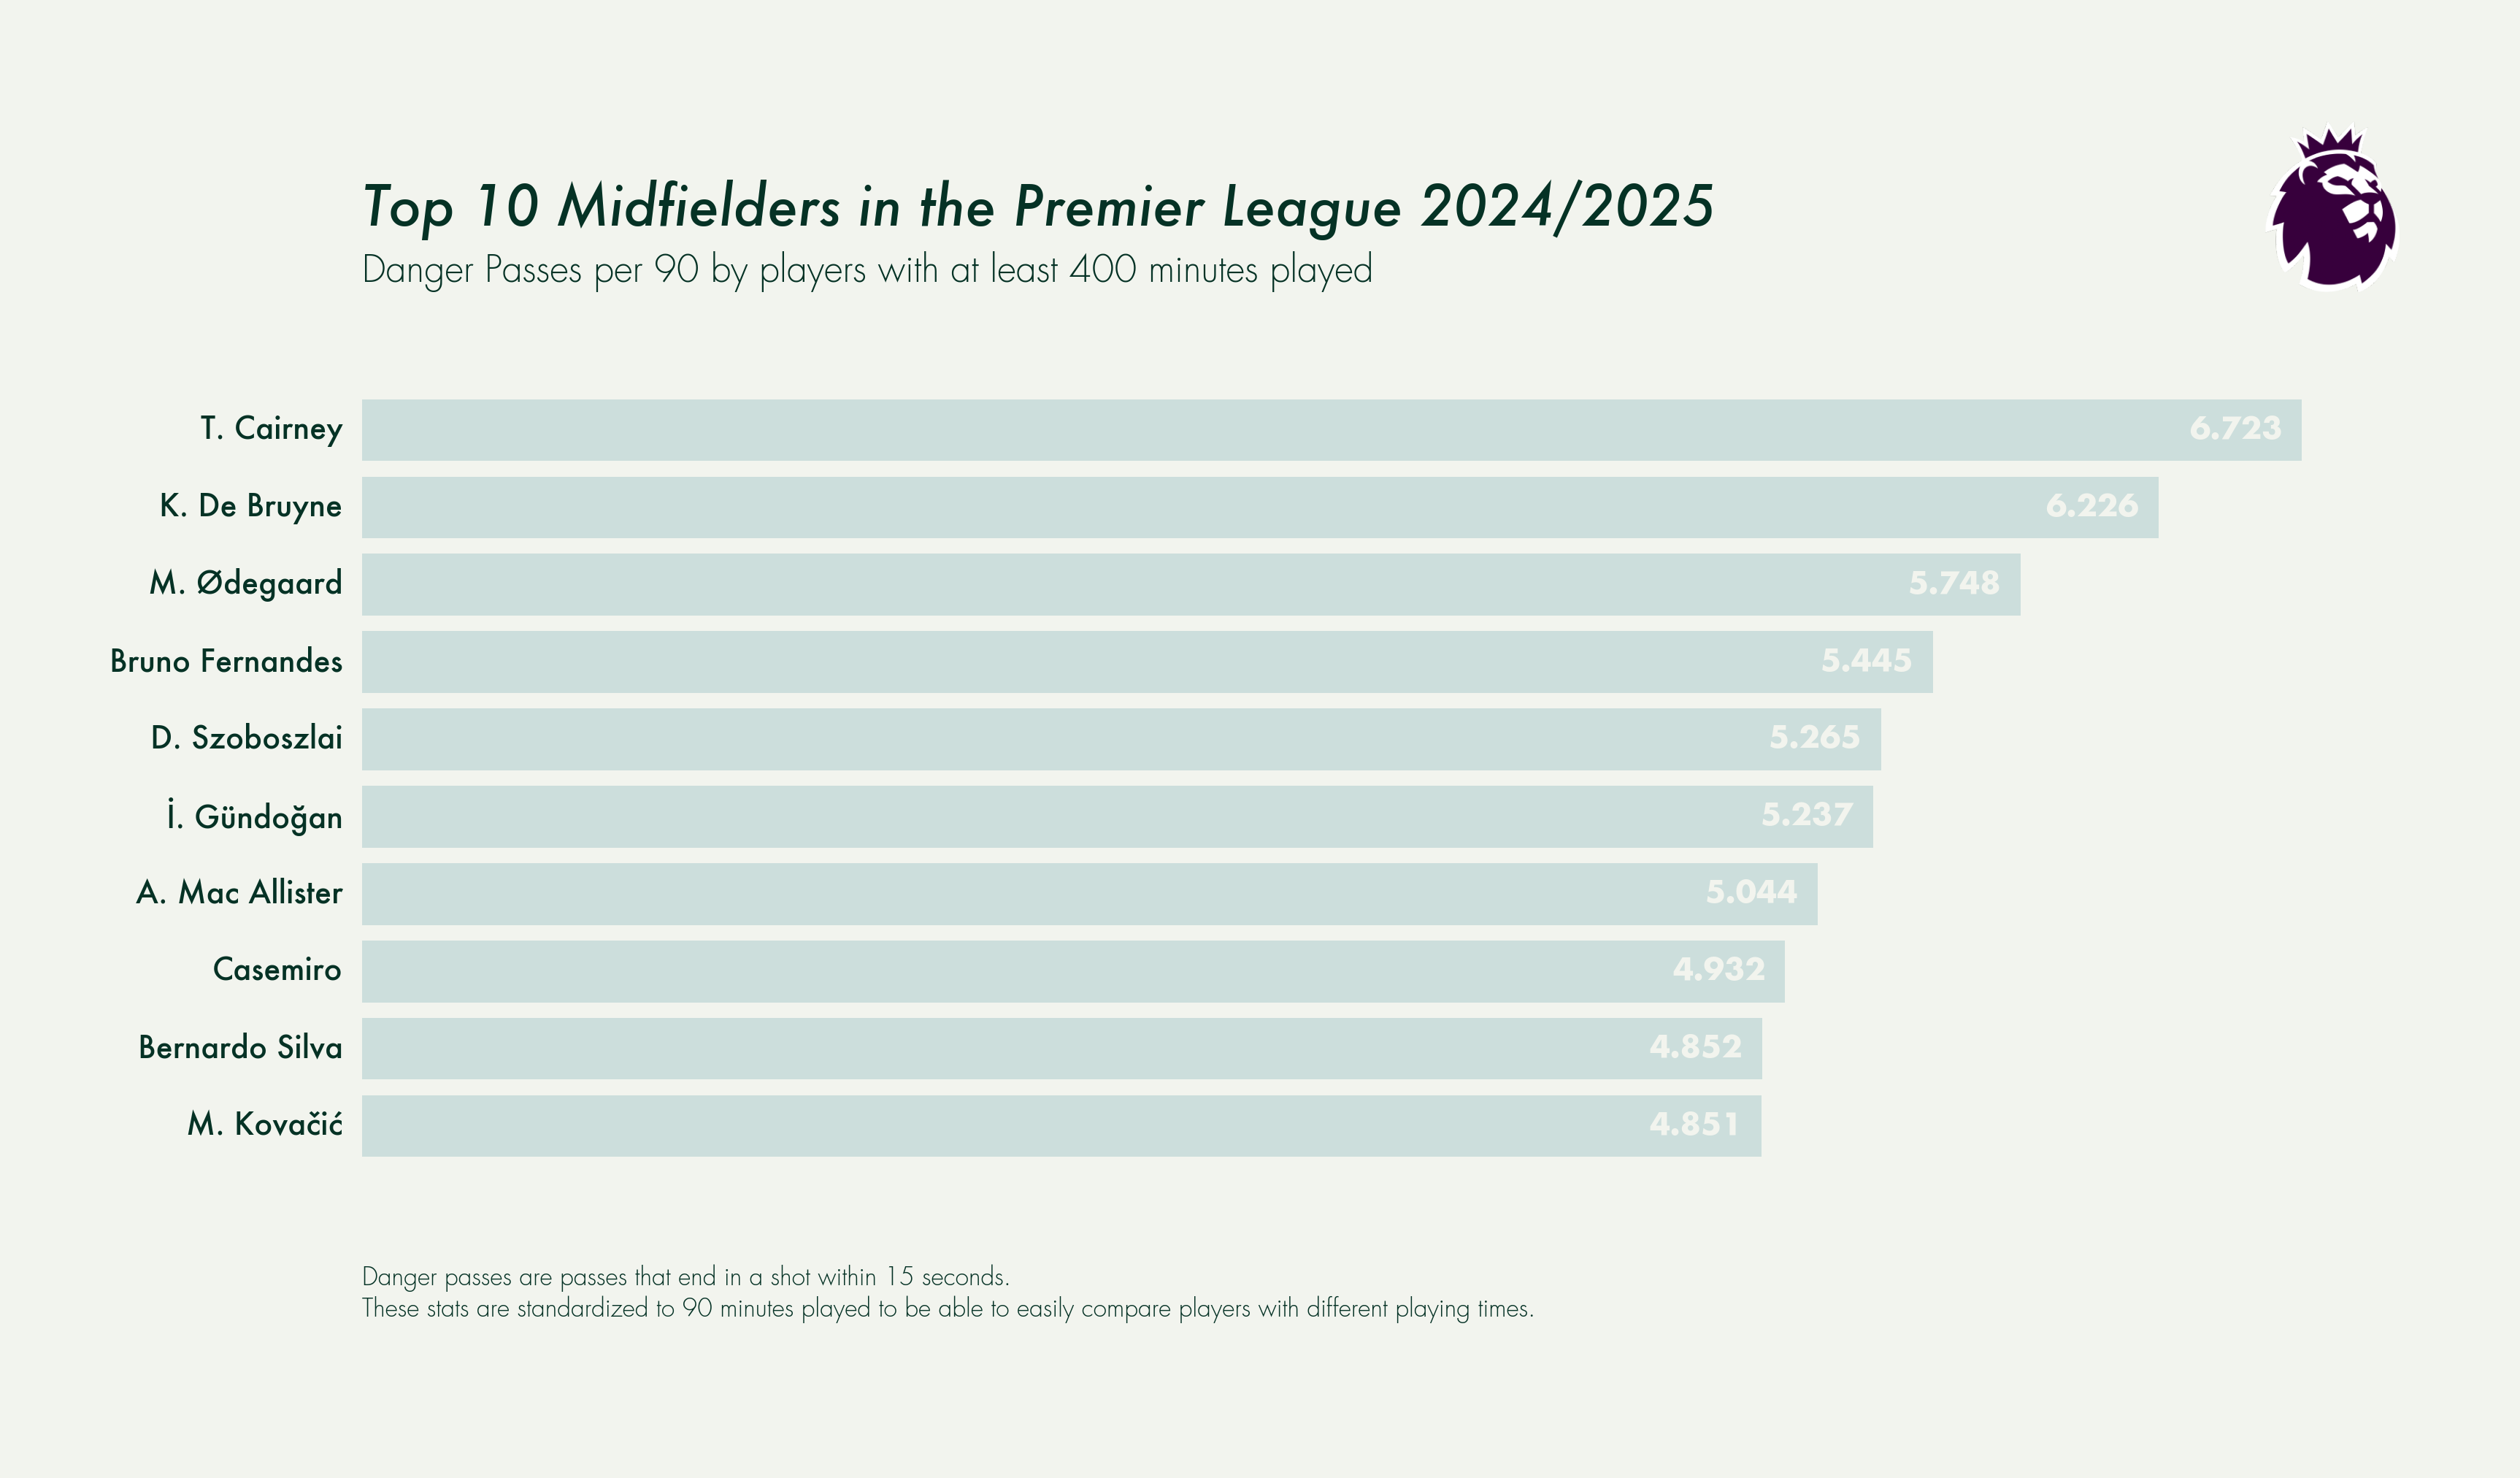 Top 10 Midfielders in the Premier League 2024/2025
Danger Passes per 90 by players with at least 400 minutes played
T. Cairney 6.723
K. De Bruyne 6.226
M. Ødegaard 5.748
Bruno Fernandes 5.445
D. Szoboszlai 5.265
İ. Gündoğan 5.237
A. Mac Allister 5.044
Casemiro 4.932
Bernardo Silva 4.852
M. Kovačić 4.851
Danger passes are passes that end in a shot within 15 seconds.
These stats are standardized to 90 minutes played to be able to easily compare players with different playing times.